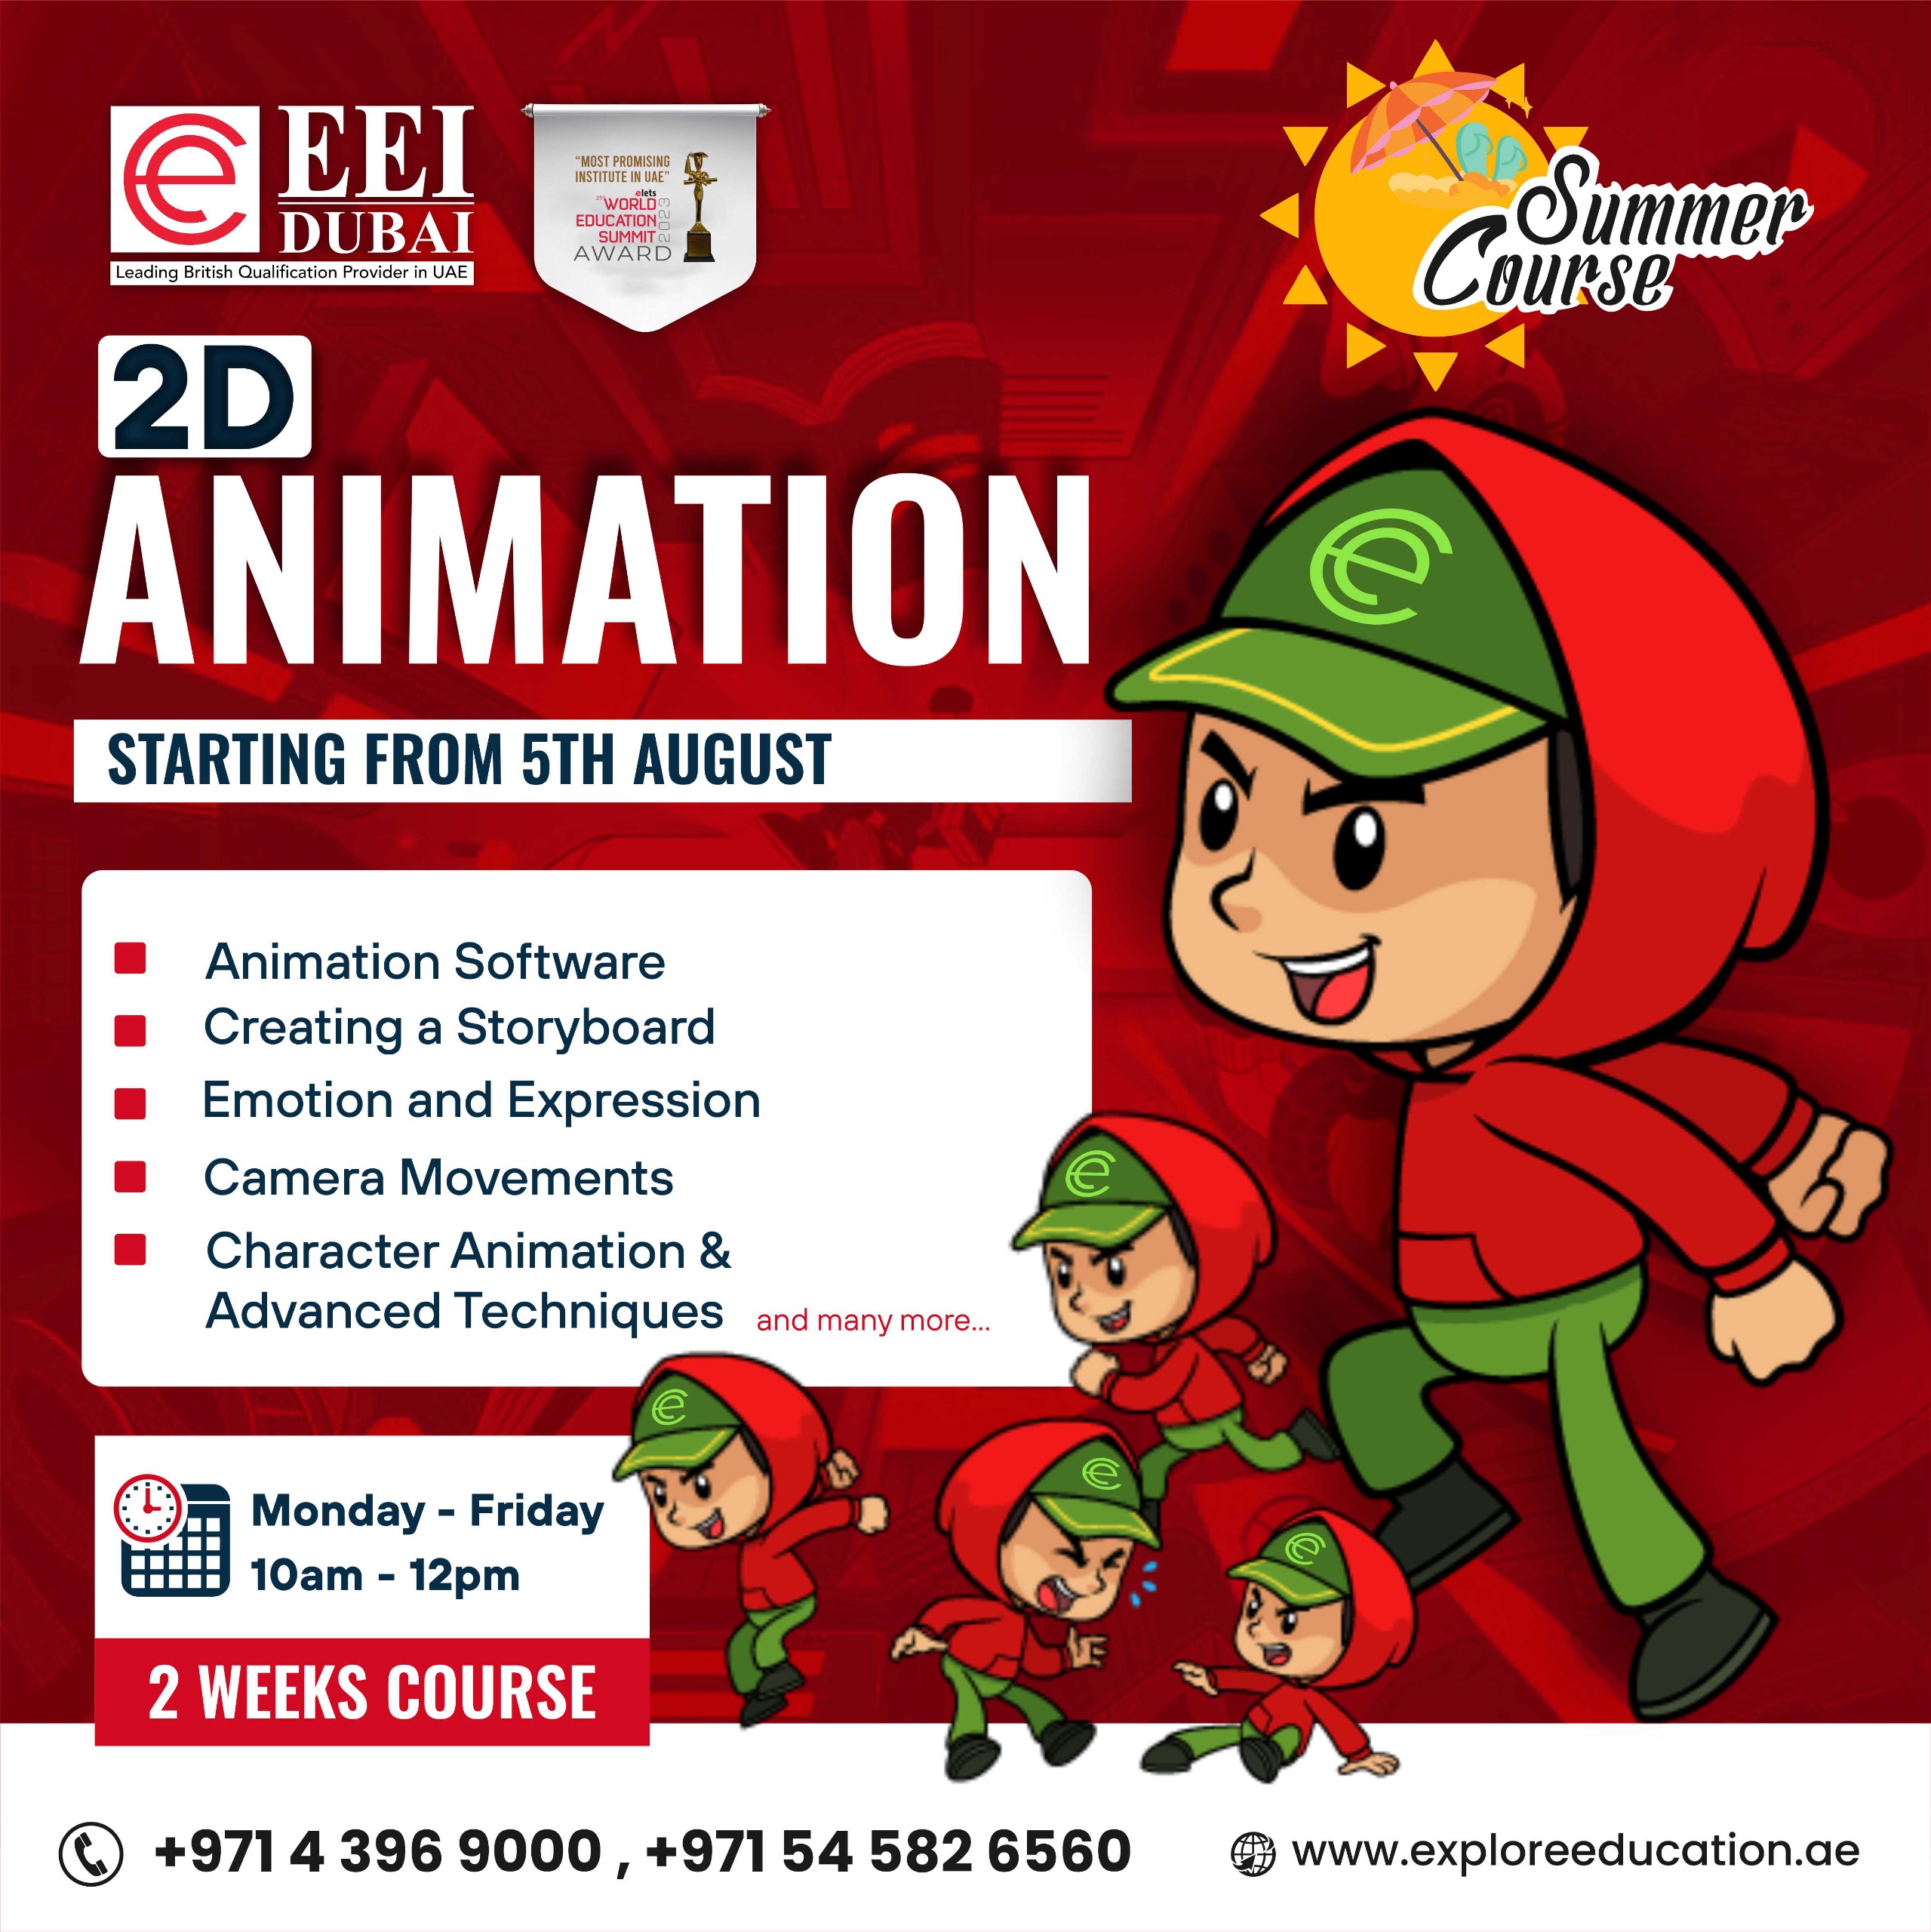 EEI
DUBAI
Leading British Qualification Provider in UAE
"MOST PROMISING
INSTITUTE IN UAE"
elets
25th WORLD
EDUCATION
SUMMIT
2023
AWARD
Summer
Course
2D
ANIMATION
STARTING FROM 5TH AUGUST
Animation Software
Creating a Storyboard
Emotion and Expression
Camera Movements
Character Animation &
Advanced Techniques and many more...
Monday - Friday
10am - 12pm
2 WEEKS COURSE
+971 4 396 9000 , +971 54 582 6560
www.exploreeducation.ae